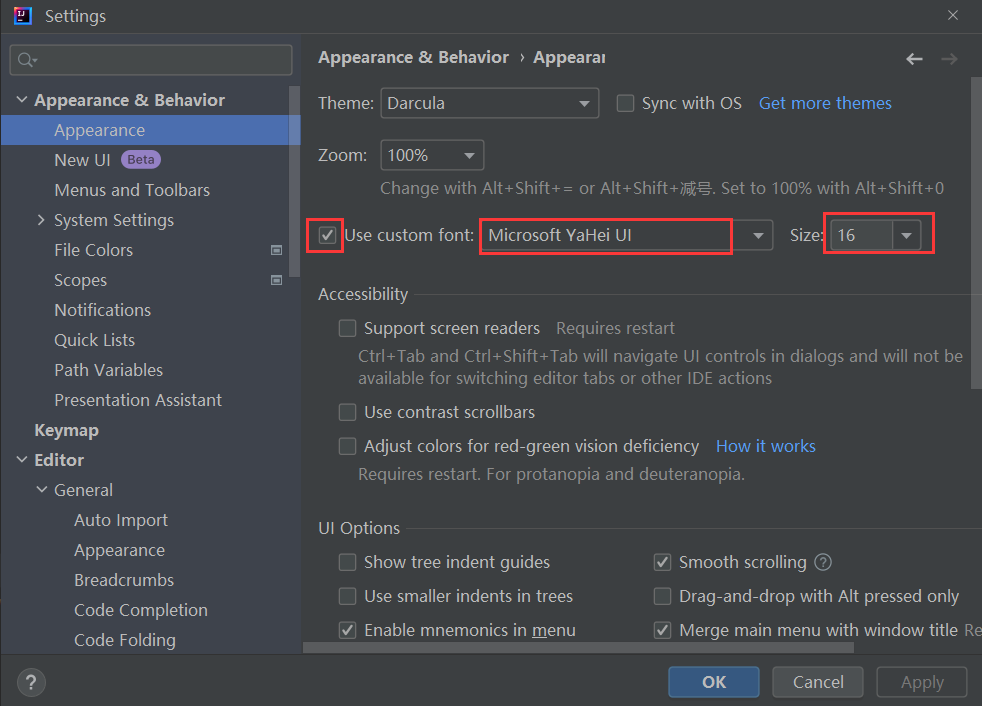 Settings
Appearance & Behavior › Appearar
Appearance & Behavior
Appearance
New UI Beta
Menus and Toolbars
System Settings
File Colors
Scopes
Notifications
Quick Lists
Path Variables
Presentation Assistant
Keymap
Editor
General
Auto Import
Appearance
Breadcrumbs
Code Completion
Code Folding
Theme: Darcula Sync with OS Get more themes
Zoom: 100%
Change with Alt+Shift+= or Alt+Shift+减号. Set to 100% with Alt+Shift+0
Use custom font: Microsoft YaHei UI Size: 16
Accessibility
Support screen readers Requires restart
Ctrl+Tab and Ctrl+Shift+Tab will navigate UI controls in dialogs and will not be
available for switching editor tabs or other IDE actions
Use contrast scrollbars
Adjust colors for red-green vision deficiency How it works
Requires restart. For protanopia and deuteranopia.
UI Options
Show tree indent guides Smooth scrolling ?
Use smaller indents in trees Drag-and-drop with Alt pressed only
Enable mnemonics in menu Merge main menu with window title Re
? OK Cancel Apply